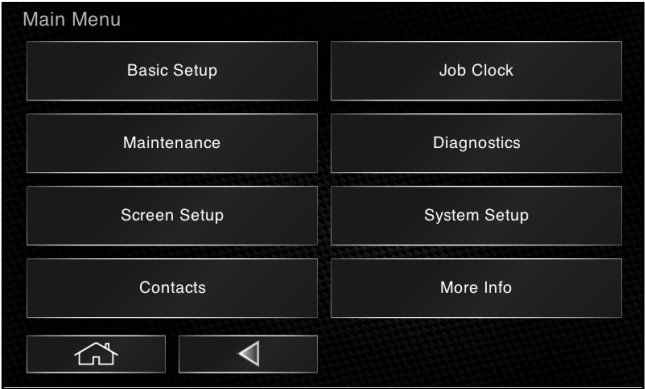 Main Menu
Basic Setup
Job Clock
Maintenance
Diagnostics
Screen Setup
System Setup
Contacts
More Info